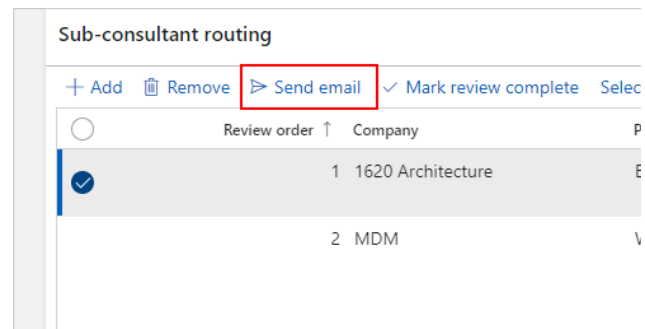 Sub-consultant routing
+ Add Remove Send email Mark review complete
Review order ↑ Company
1 1620 Architecture
2 MDM